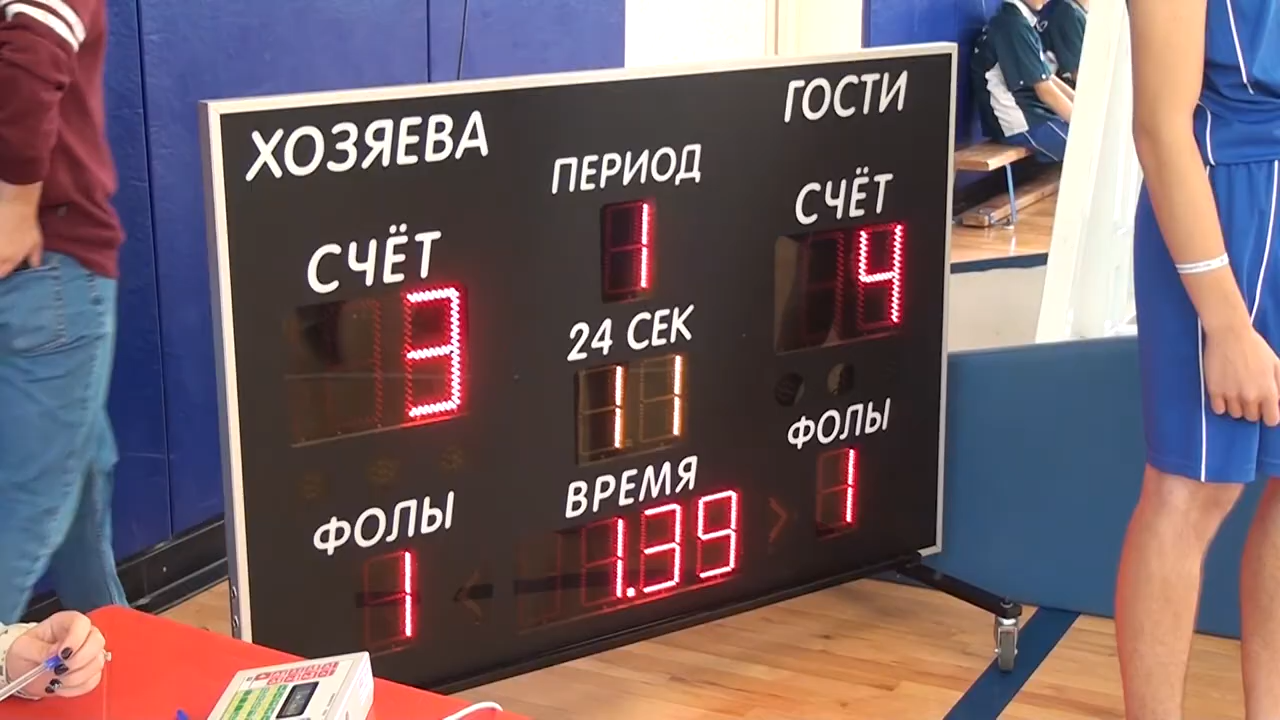 ХОЗЯЕВА
ГОСТИ
ПЕРИОД
1
СЧЁТ
3
СЧЁТ
4
24 СЕК
11
ФОЛЫ
1
ВРЕМЯ
1.39
ФОЛЫ
1